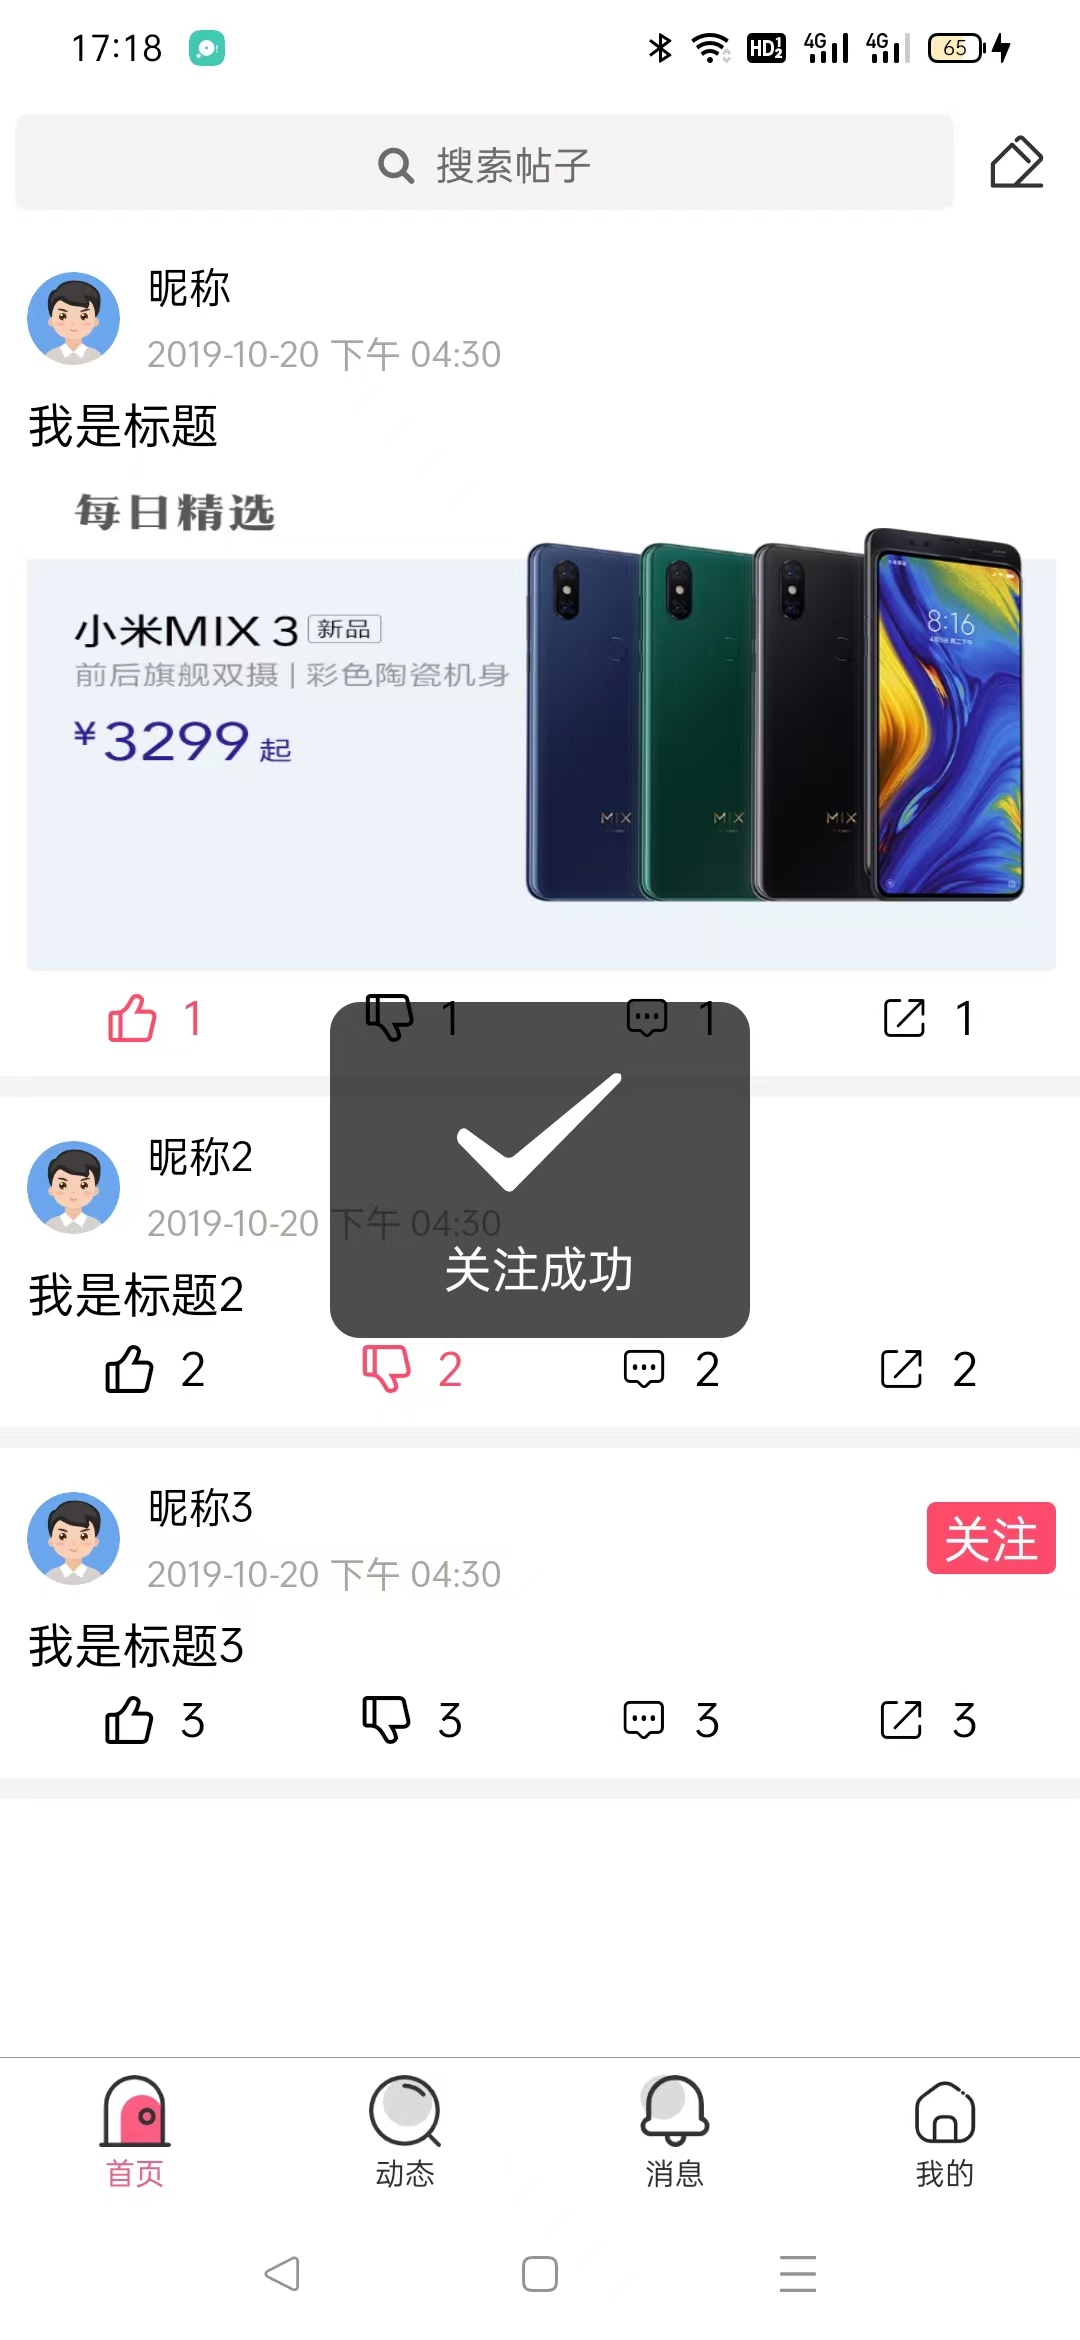 17:18
HD 1 2 4G 4G 65
搜索帖子
昵称
2019-10-20 下午 04:30
我是标题
每日精选
小米MIX 3 新品
前后旗舰双摄 | 彩色陶瓷机身
¥3299 起
8:16
MIX MIX MIX
1 1 1 1
昵称2
2019-10-20 下午 04:30
关注成功
我是标题2
2 2 2 2
昵称3
关注
2019-10-20 下午 04:30
我是标题3
3 3 3 3
首页 动态 消息 我的